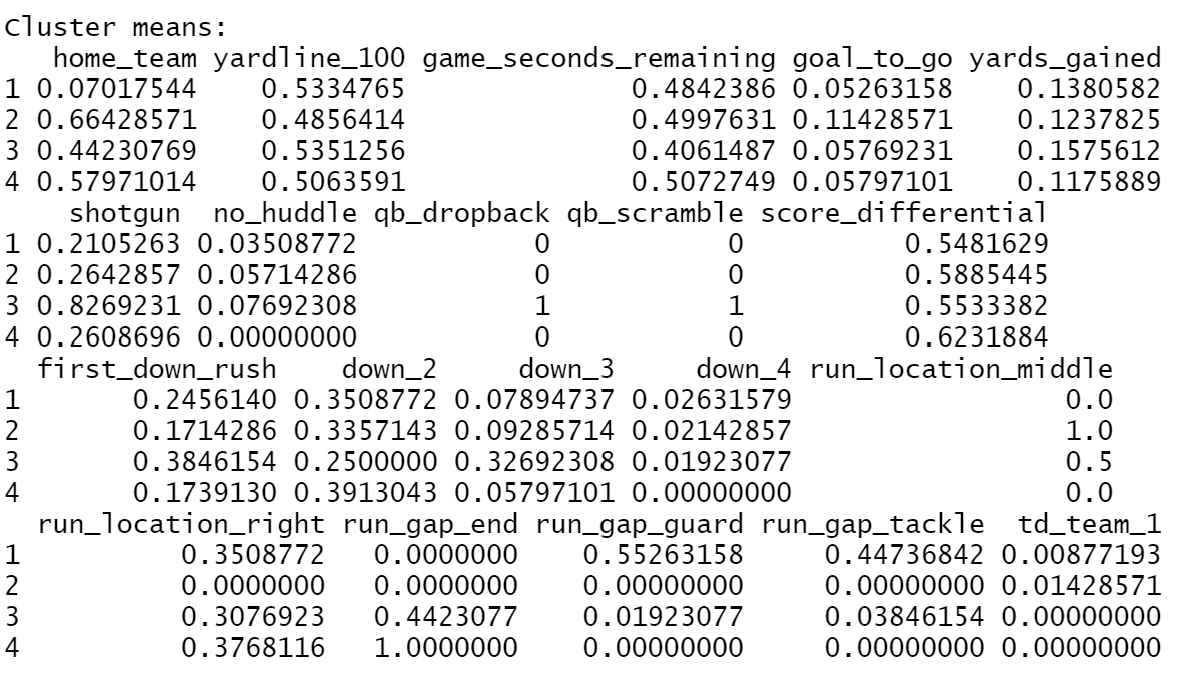 Cluster means:
home_team yardline_100 game_seconds_remaining goal_to_go yards_gained
1 0.07017544 0.5334765 0.4842386 0.05263158 0.1380582
2 0.66428571 0.4856414 0.4997631 0.11428571 0.1237825
3 0.44230769 0.5351256 0.4061487 0.05769231 0.1575612
4 0.57971014 0.5063591 0.5072749 0.05797101 0.1175889
shotgun no_huddle qb_dropback qb_scramble score_differential
1 0.2105263 0.03508772 0 0 0.5481629
2 0.2642857 0.05714286 0 0 0.5885445
3 0.8269231 0.07692308 1 1 0.5533382
4 0.2608696 0.00000000 0 0 0.6231884
first_down_rush down_2 down_3 down_4 run_location_middle
1 0.2456140 0.3508772 0.07894737 0.02631579 0.0
2 0.1714286 0.3357143 0.09285714 0.02142857 1.0
3 0.3846154 0.2500000 0.32692308 0.01923077 0.5
4 0.1739130 0.3913043 0.05797101 0.00000000 0.0
run_location_right run_gap_end run_gap_guard run_gap_tackle td_team_1
1 0.3508772 0.0000000 0.55263158 0.44736842 0.00877193
2 0.0000000 0.0000000 0.00000000 0.00000000 0.01428571
3 0.3076923 0.4423077 0.01923077 0.03846154 0.00000000
4 0.3768116 1.0000000 0.00000000 0.00000000 0.00000000